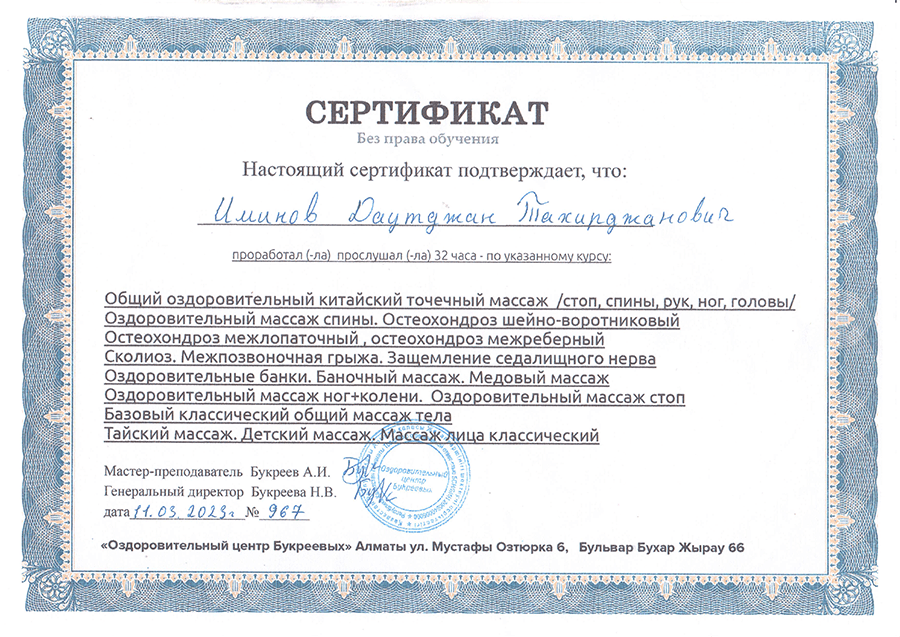 СЕРТИФИКАТ
Без права обучения
Настоящий сертификат подтверждает, что:
Иминов Даутджан Тахирджанович
проработал (-ла) прослушал (-ла) 32 часа - по указанному курсу:
Общий оздоровительный китайский точечный массаж /стоп, спины, рук, ног, головы/
Оздоровительный массаж спины. Остеохондроз шейно-воротниковый
Остеохондроз межлопаточный , остеохондроз межреберный
Сколиоз. Межпозвоночная грыжа. Защемление седалищного нерва
Оздоровительные банки. Баночный массаж. Медовый массаж
Оздоровительный массаж ног+колени. Оздоровительный массаж стоп
Базовый классический общий массаж тела
Тайский массаж. Детский массаж. Массаж лица классический
Мастер-преподаватель Букреев А.И.
Генеральный директор Букреева Н.В.
дата 11.03.2023г. № 967
Оздоровительный
центр
Букреевых
«Оздоровительный центр Букреевых» Алматы ул. Мустафы Озтюрка 6, Бульвар Бухар Жырау 66